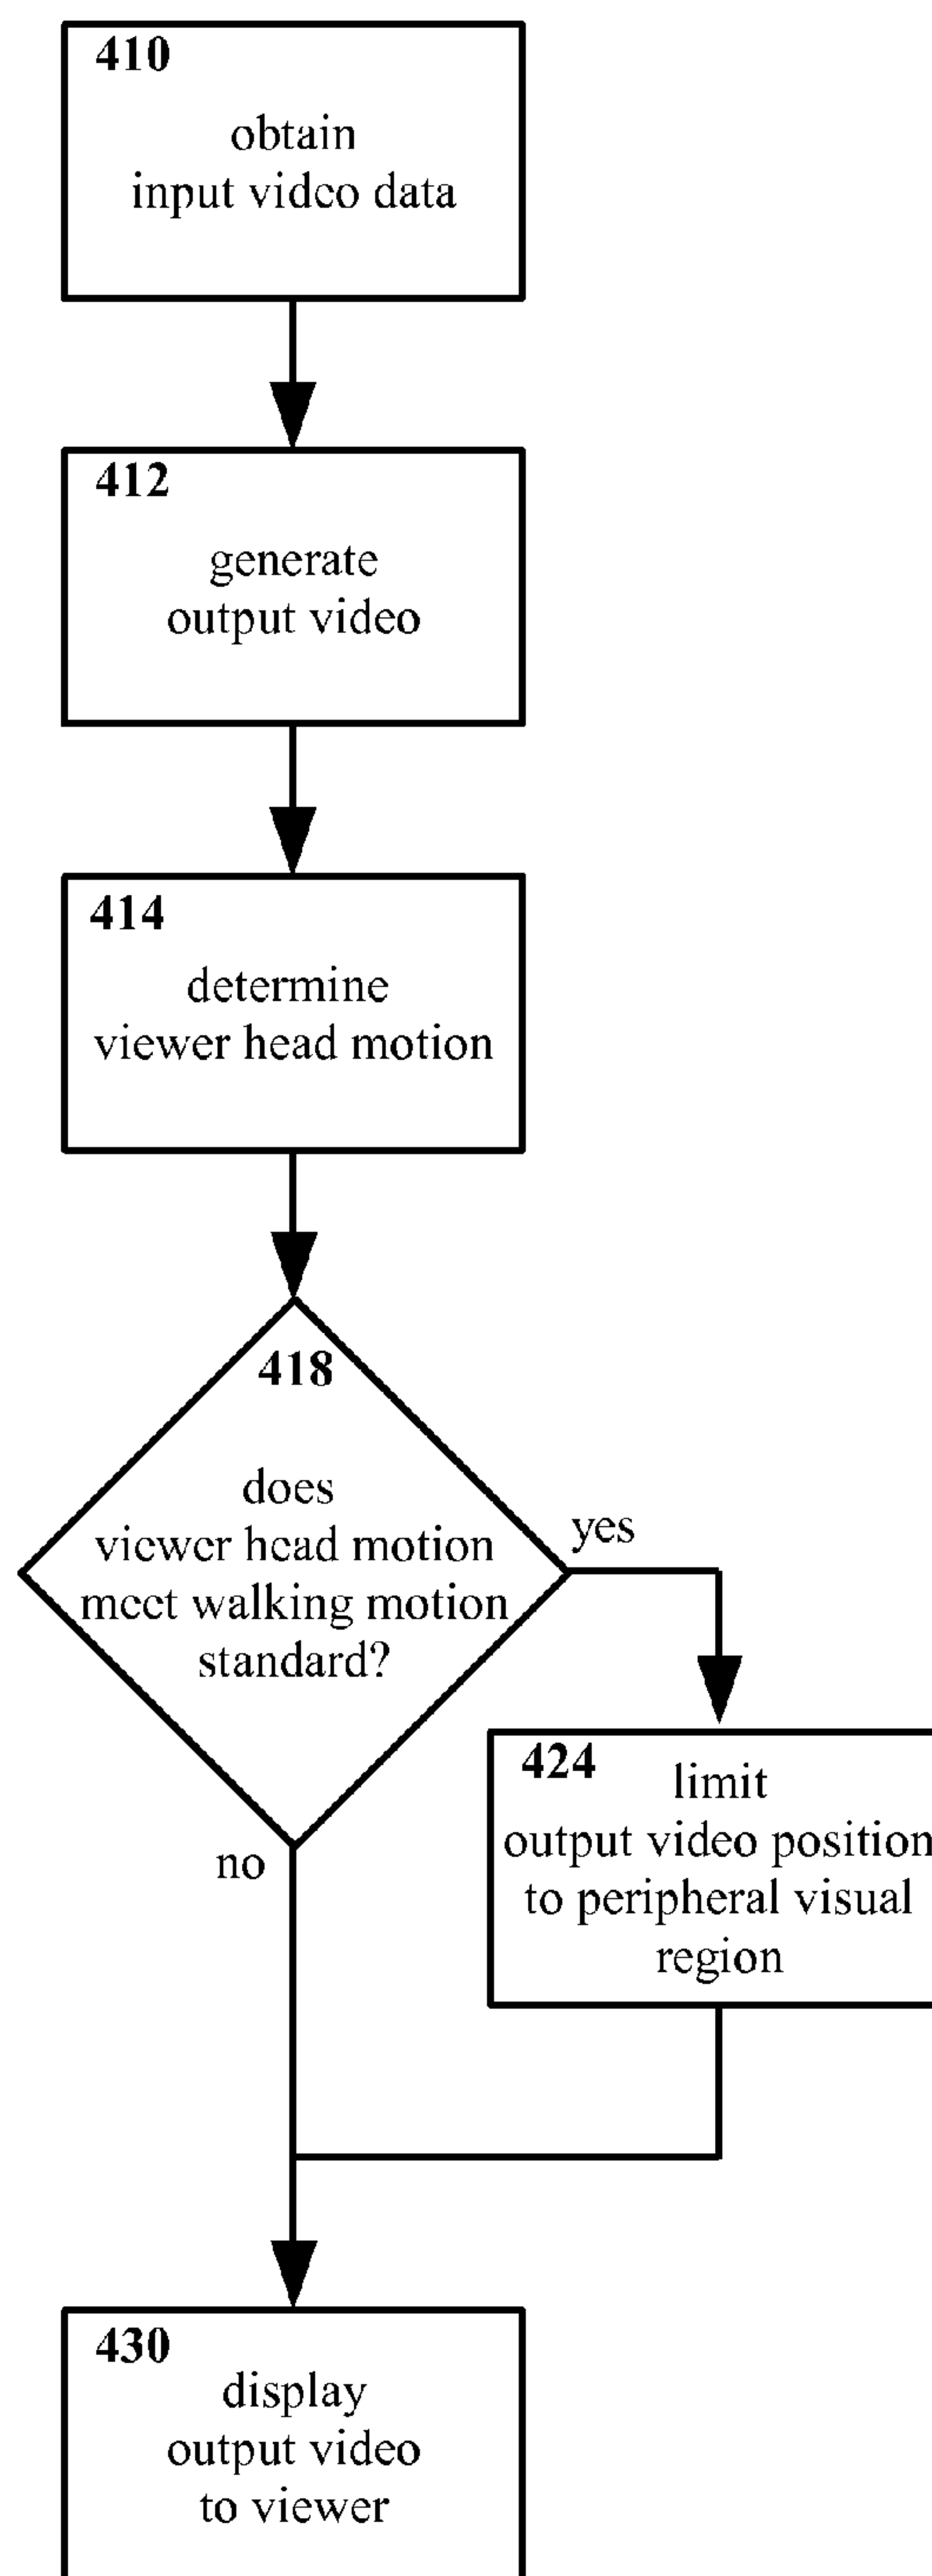 410
obtain
input video data
412
generate
output video
414
determine
viewer head motion
418
does
viewer head motion
meet walking motion
standard?
yes
no
424
limit
output video position
to peripheral visual
region
430
display
output video
to viewer